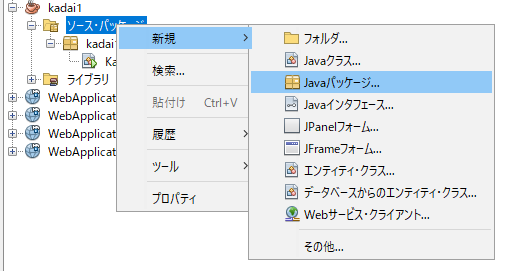 kadai1
ソース・パッケージ
kadai
Ka
ライブラリ
WebApplicat
WebApplicat
WebApplicat
WebApplicat
新規
検索...
貼付け Ctrl+V
履歴
ツール
プロパティ
フォルダ...
Javaクラス...
Javaパッケージ...
Javaインタフェース...
JPanelフォーム...
JFrameフォーム...
エンティティ・クラス...
データベースからのエンティティ・クラス...
Webサービス・クライアント...
その他...